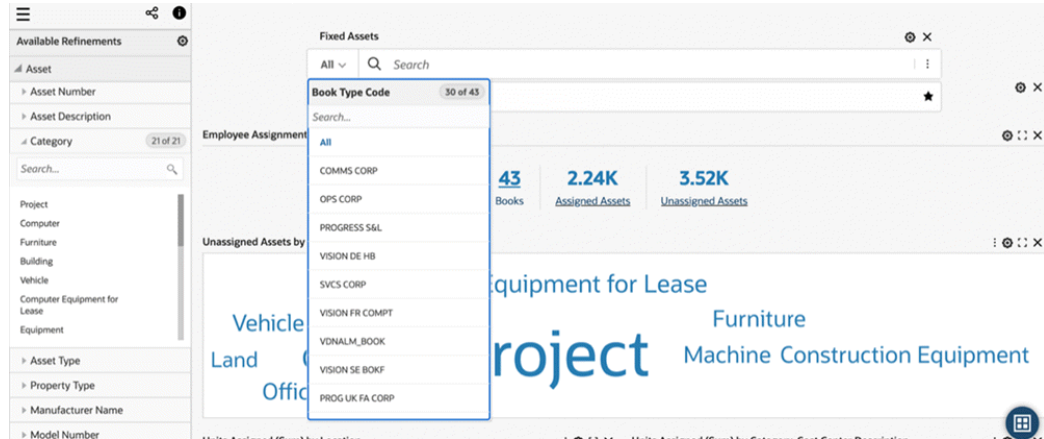 Available Refinements
Asset
Asset Number
Asset Description
Category 21 of 21
Search...
Project
Computer
Furniture
Building
Vehicle
Computer Equipment for
Lease
Equipment
Asset Type
Property Type
Manufacturer Name
Model Number
Fixed Assets
All Search
Book Type Code 30 of 43
Search...
All
COMMS CORP
OPS CORP
PROGRESS S&L
VISION DE HB
SVCS CORP
VISION FR COMPT
VDNALM_BOOK
VISION SE BOKF
PROG UK FA CORP
Employee Assignment
43 2.24K 3.52K
Books Assigned Assets Unassigned Assets
Unassigned Assets by
quipment for Lease
Vehicle Furniture
Land roject Machine Construction Equipment
Offic